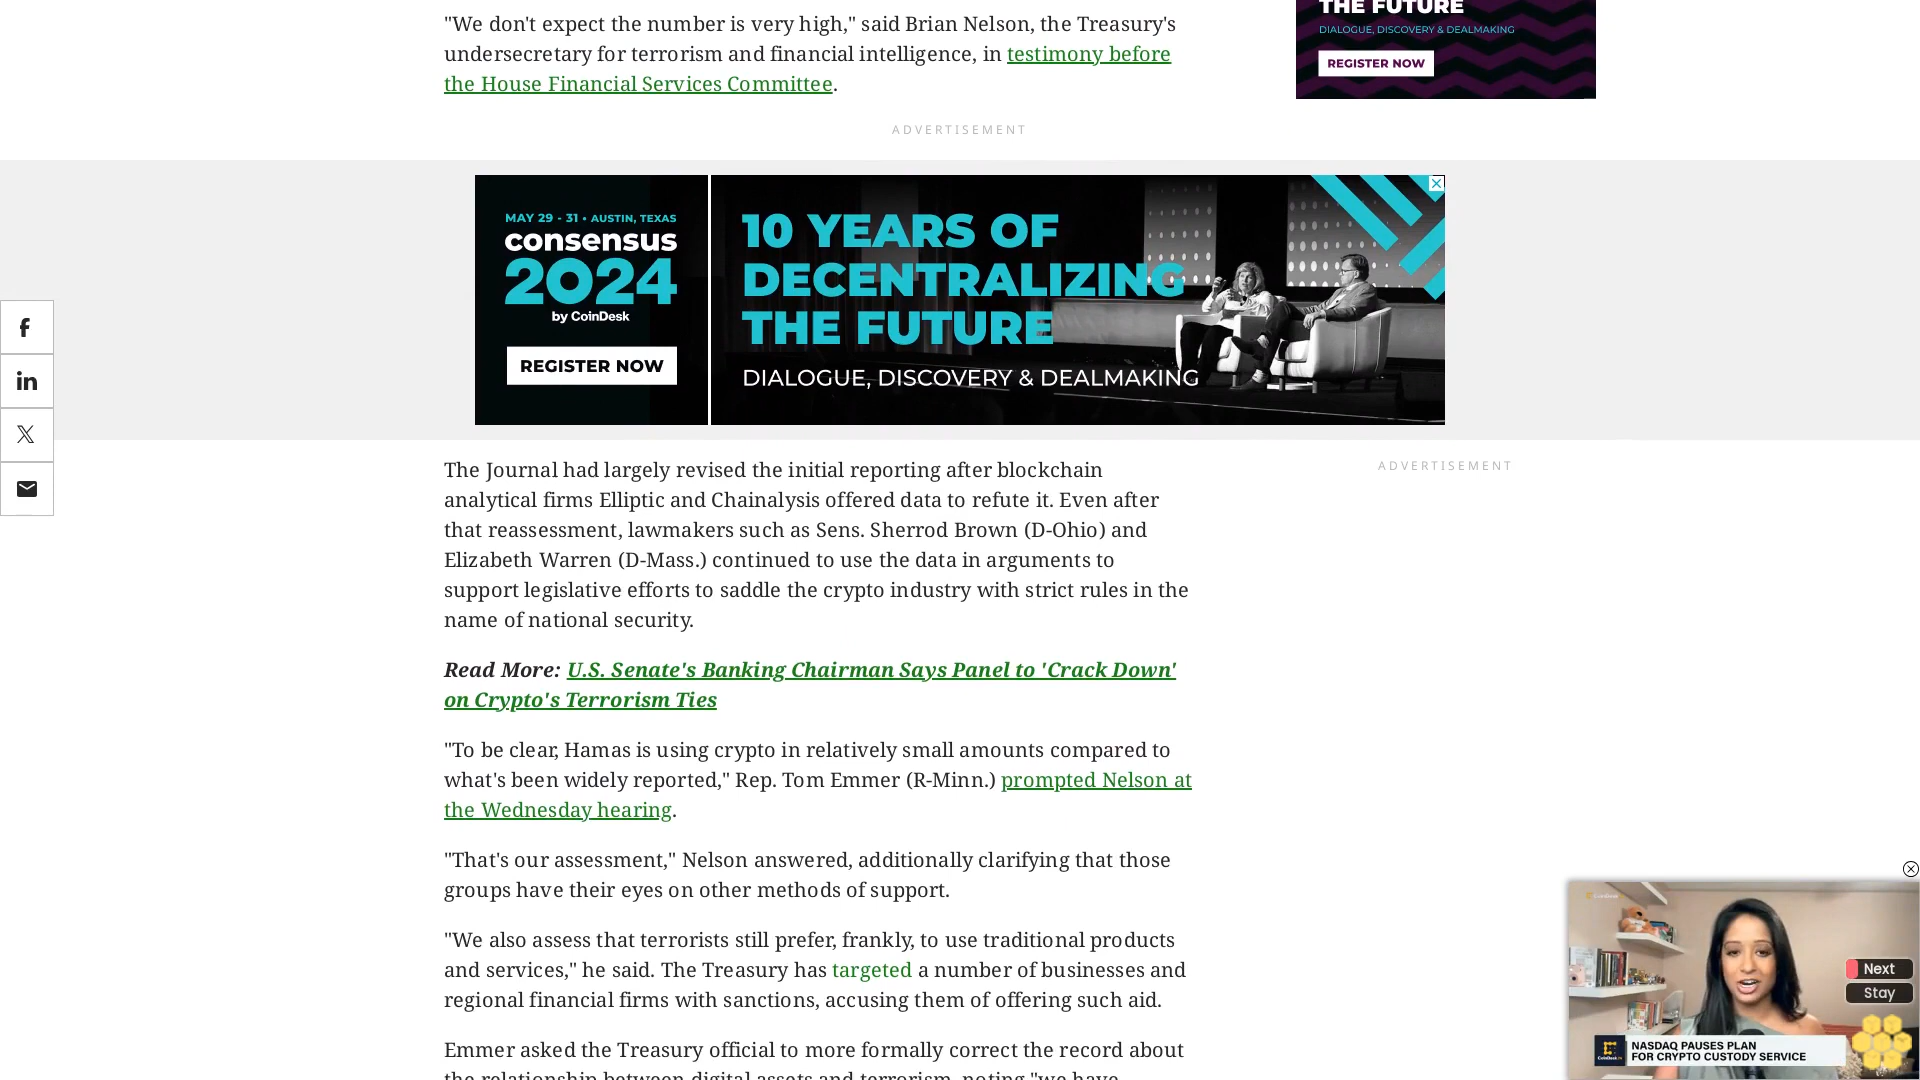 "We don't expect the number is very high," said Brian Nelson, the Treasury's
undersecretary for terrorism and financial intelligence, in testimony before
the House Financial Services Committee.
THE FUTURE
DIALOGUE, DISCOVERY & DEALMAKING
REGISTER NOW
ADVERTISEMENT
MAY 29 - 31 • AUSTIN, TEXAS
consensus
2024
by CoinDesk
REGISTER NOW
10 YEARS OF
DECENTRALIZING
THE FUTURE
DIALOGUE, DISCOVERY & DEALMAKING
The Journal had largely revised the initial reporting after blockchain
analytical firms Elliptic and Chainalysis offered data to refute it. Even after
that reassessment, lawmakers such as Sens. Sherrod Brown (D-Ohio) and
Elizabeth Warren (D-Mass.) continued to use the data in arguments to
support legislative efforts to saddle the crypto industry with strict rules in the
name of national security.
ADVERTISEMENT
Read More: U.S. Senate's Banking Chairman Says Panel to 'Crack Down'
on Crypto's Terrorism Ties
"To be clear, Hamas is using crypto in relatively small amounts compared to
what's been widely reported," Rep. Tom Emmer (R-Minn.) prompted Nelson at
the Wednesday hearing.
"That's our assessment," Nelson answered, additionally clarifying that those
groups have their eyes on other methods of support.
"We also assess that terrorists still prefer, frankly, to use traditional products
and services," he said. The Treasury has targeted a number of businesses and
regional financial firms with sanctions, accusing them of offering such aid.
Emmer asked the Treasury official to more formally correct the record about
the relationship between digital assets and terrorism, noting "we have
CoinDesk
Next
Stay
NASDAQ PAUSES PLAN
FOR CRYPTO CUSTODY SERVICE